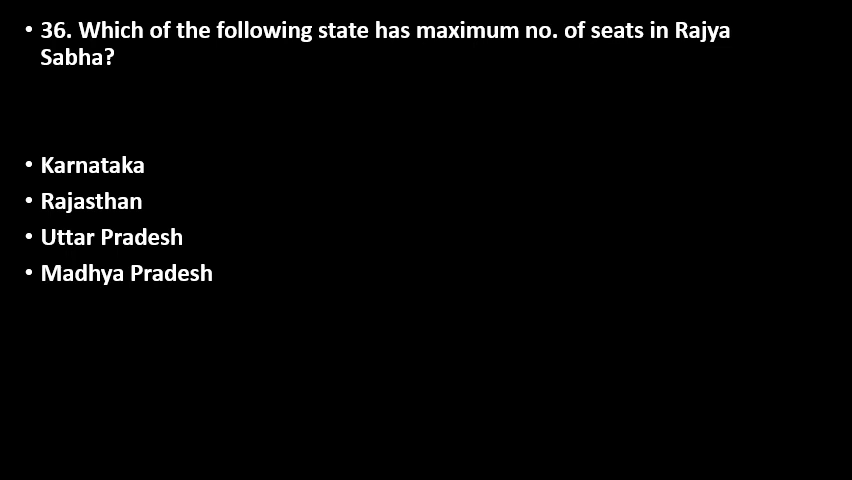 • 36. Which of the following state has maximum no. of seats in Rajya
Sabha?
• Karnataka
• Rajasthan
• Uttar Pradesh
• Madhya Pradesh